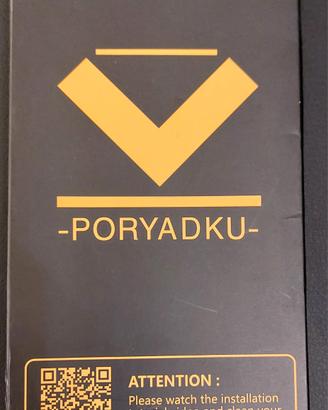 -PORYADKU-
ATTENTION :
Please watch the installation